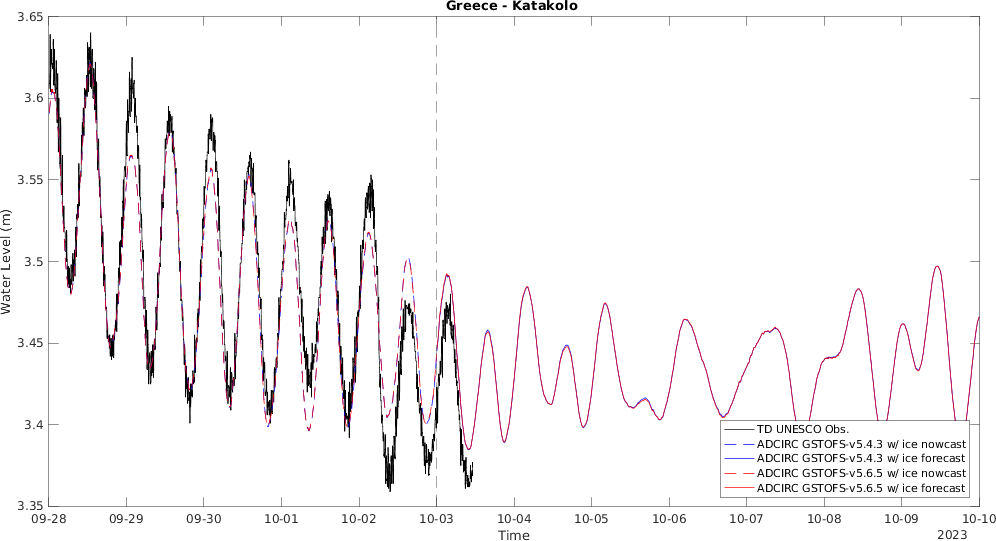 Greece - Katakolo
3.65
3.6
3.55
3.5
3.45
3.4
3.35
Water Level (m)
TD UNESCO Obs.
ADCIRC GSTOFS-v5.4.3 w/ ice nowcast
ADCIRC GSTOFS-v5.4.3 w/ ice forecast
ADCIRC GSTOFS-v5.6.5 w/ ice nowcast
ADCIRC GSTOFS-v5.6.5 w/ ice forecast
09-28 09-29 09-30 10-01 10-02 10-03 10-04 10-05 10-06 10-07 10-08 10-09 10-10
Time
2023